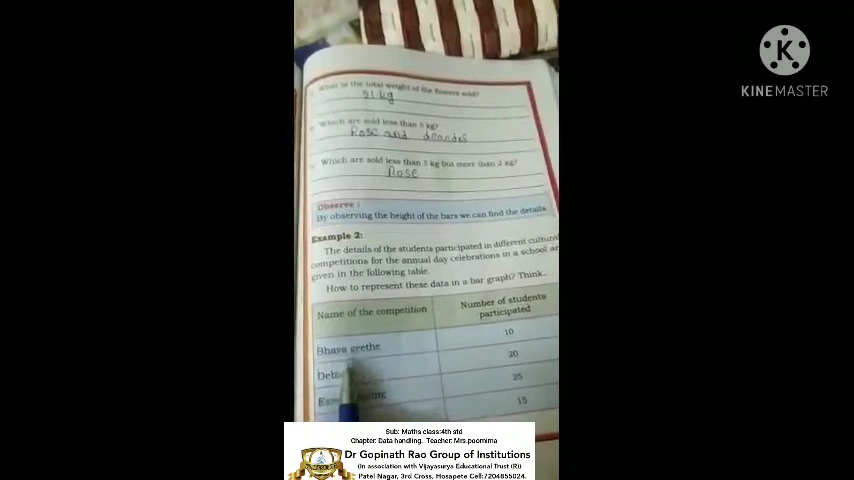 KINEMASTER
What is the total weight of the flowers sold?
21 kg
Which are sold less than 5 kg?
Rose and
Which are sold less than 5 kg but more than 2 kg?
Rose
Observe :
By observing the height of the bars we can find the details.
Example 2:
The details of the students participated in different cultural
competitions for the annual day celebrations in a school
given in the following table.
How to represent these data in a bar graph? Think..
Name of the competition Number of students participated
Bhava geethe 10
20
25
15
Sub: Maths class:4th std
Chapter: Data handling. Teacher: Mrs.poornima
Dr Gopinath Rao Group of Institutions
(In association with Vijayasurya Educational Trust (R))
Patel Nagar, 3rd Cross, Hosapete Cell:7204855024.